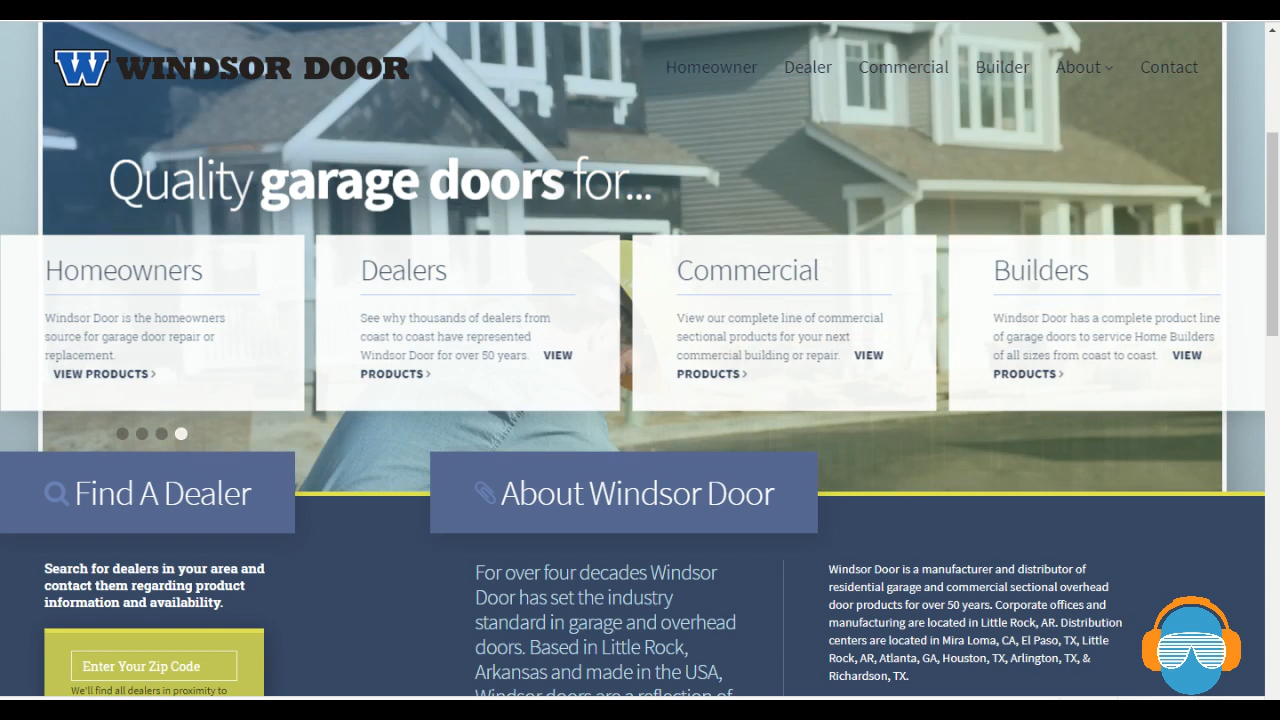 W WINDSOR DOOR
Homeowner Dealer Commercial Builder About Contact
Quality garage doors for...
Homeowners
Windsor Door is the homeowners
source for garage door repair or
replacement.
VIEW PRODUCTS
Dealers
See why thousands of dealers from
coast to coast have represented
Windsor Door for over 50 years. VIEW
PRODUCTS
Commercial
View our complete line of commercial
sectional products for your next
commercial building or repair. VIEW
PRODUCTS
Builders
Windsor Door has a complete product line
of garage doors to service Home Builders
of all sizes from coast to coast. VIEW
PRODUCTS
Find A Dealer
Search for dealers in your area and
contact them regarding product
information and availability.
Enter Your Zip Code
We'll find all dealers in proximity to
About Windsor Door
For over four decades Windsor
Door has set the industry
standard in garage and overhead
doors. Based in Little Rock,
Arkansas and made in the USA,
Windsor doors are a reflection of
Windsor Door is a manufacturer and distributor of
residential garage and commercial sectional overhead
door products for over 50 years. Corporate offices and
manufacturing are located in Little Rock, AR. Distribution
centers are located in Mira Loma, CA, El Paso, TX, Little
Rock, AR, Atlanta, GA, Houston, TX, Arlington, TX, &
Richardson, TX.